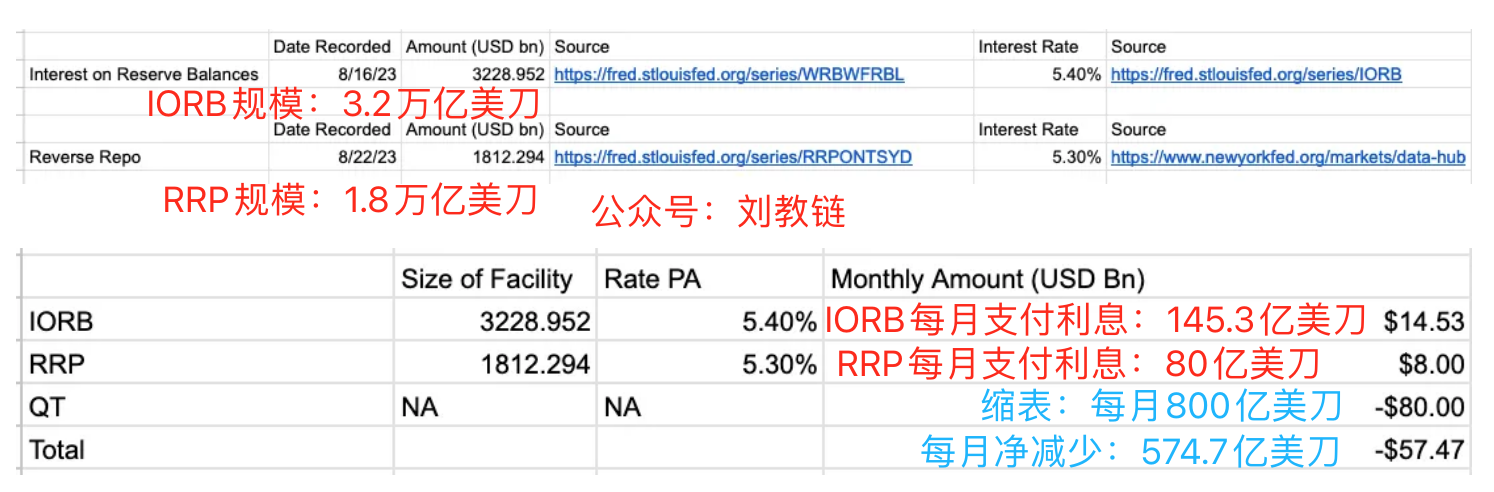 Date Recorded Amount (USD bn) Source Interest Rate Source
Interest on Reserve Balances 8/16/23 3228.952 https://fred.stlouisfed.org/series/WRBWFRBL 5.40% https://fred.stlouisfed.org/series/IORB
IORB规模：3.2万亿美刀
Date Recorded Amount (USD bn) Source Interest Rate Source
Reverse Repo 8/22/23 1812.294 https://fred.stlouisfed.org/series/RRPONTSYD 5.30% https://www.newyorkfed.org/markets/data-hub
RRP规模：1.8万亿美刀 公众号：刘教链
Size of Facility Rate PA Monthly Amount (USD Bn)
IORB 3228.952 5.40% IORB每月支付利息：145.3亿美刀 $14.53
RRP 1812.294 5.30% RRP每月支付利息：80亿美刀 $8.00
QT NA NA 缩表：每月800亿美刀 -$80.00
Total 每月净减少：574.7亿美刀 -$57.47